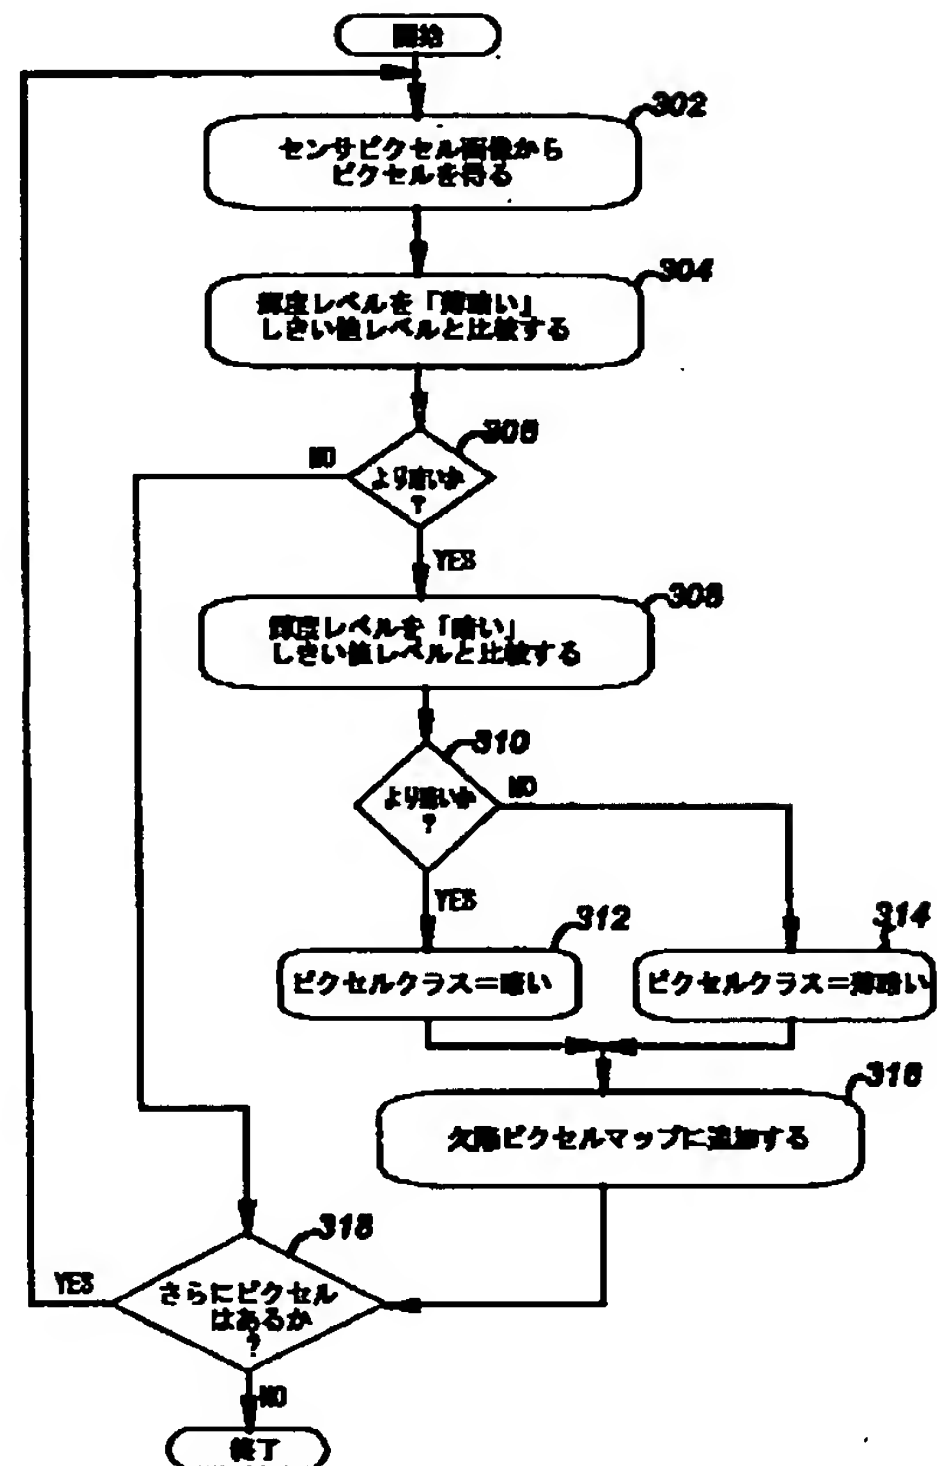 開始
302
センサピクセル画像から
ピクセルを得る
304
輝度レベルを「薄暗い」
しきい値レベルと比較する
306
NO
より暗いか
?
YES
308
輝度レベルを「暗い」
しきい値レベルと比較する
310
NO
より暗いか
?
YES
312
314
ピクセルクラス=暗い
ピクセルクラス=薄暗い
316
欠陥ピクセルマップに追加する
318
YES
さらにピクセル
はあるか
?
NO
終了